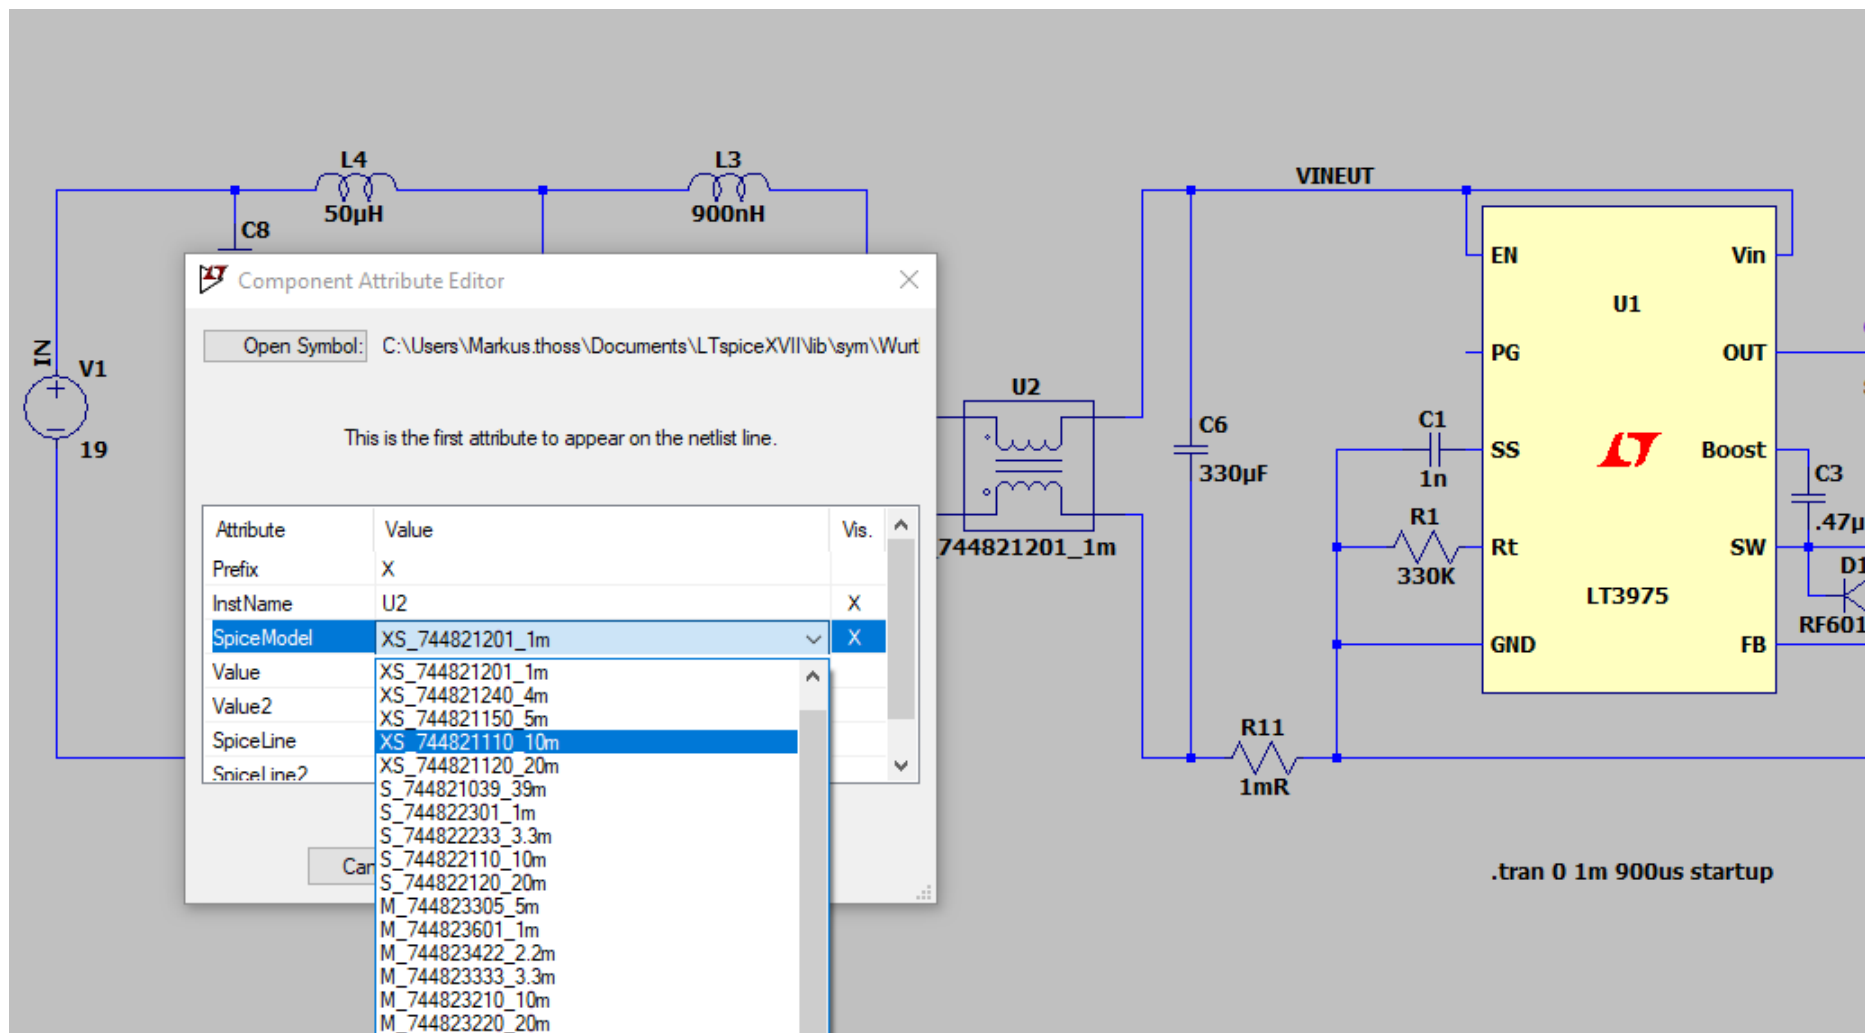 L4
50µH
L3
900nH
C8
IN
V1
19
Component Attribute Editor
Open Symbol:
C:\Users\Markus.thoss\Documents\LTspiceXVII\lib\sym\Wurt
This is the first attribute to appear on the netlist line.
Attribute Value Vis.
Prefix X
InstName U2 X
SpiceModel XS_744821201_1m X
Value
Value2
SpiceLine
SpiceLine2
XS_744821201_1m
XS_744821240_4m
XS_744821150_5m
XS_744821110_10m
XS_744821120_20m
S_744821039_39m
S_744822301_1m
S_744822233_3.3m
S_744822110_10m
S_744822120_20m
M_744823305_5m
M_744823601_1m
M_744823422_2.2m
M_744823333_3.3m
M_744823210_10m
M_744823220_20m
Can
U2
_744821201_1m
VINEUT
C6
330µF
R11
1mR
C1
1n
R1
330K
EN
PG
SS
Rt
GND
U1
LT
LT3975
Vin
OUT
Boost
SW
FB
C3
.47µ
D1
RF601
.tran 0 1m 900us startup